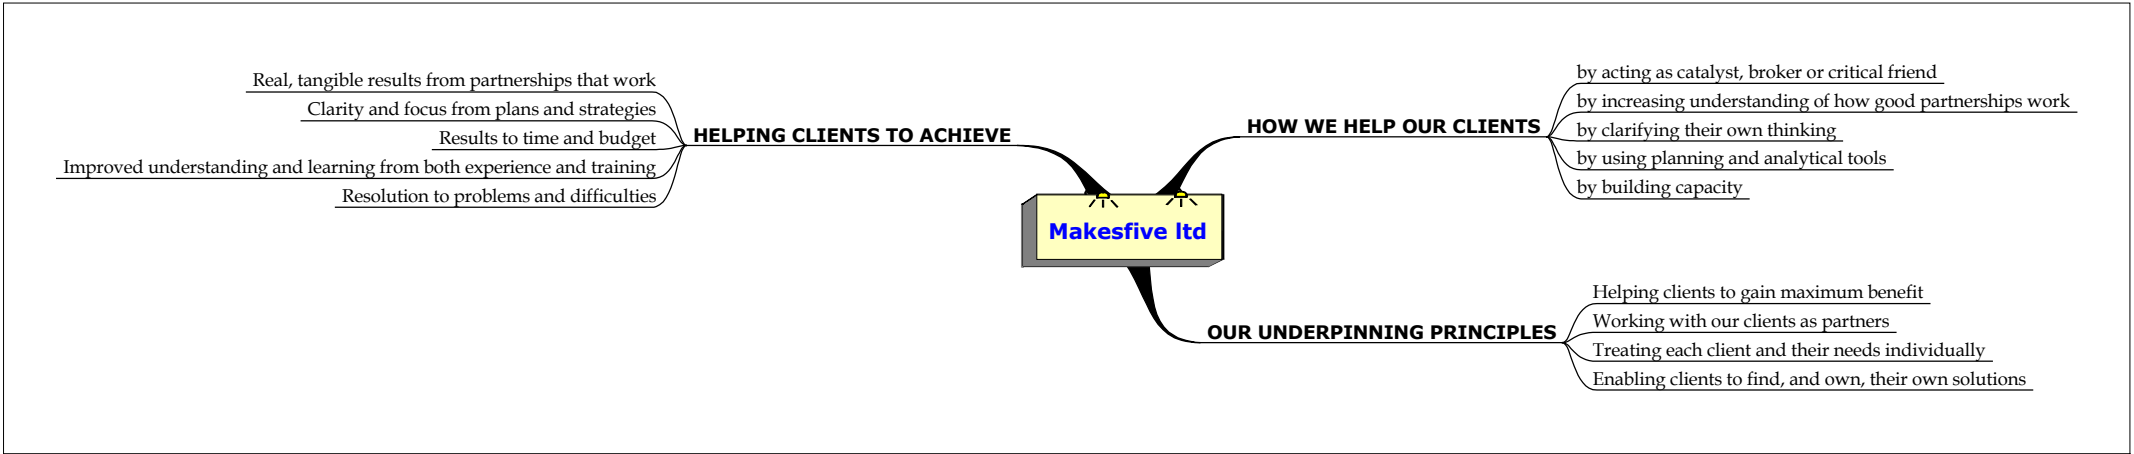 Makesfive ltd
HELPING CLIENTS TO ACHIEVE
Real, tangible results from partnerships that work
Clarity and focus from plans and strategies
Results to time and budget
Improved understanding and learning from both experience and training
Resolution to problems and difficulties
HOW WE HELP OUR CLIENTS
by acting as catalyst, broker or critical friend
by increasing understanding of how good partnerships work
by clarifying their own thinking
by using planning and analytical tools
by building capacity
OUR UNDERPINNING PRINCIPLES
Helping clients to gain maximum benefit
Working with our clients as partners
Treating each client and their needs individually
Enabling clients to find, and own, their own solutions